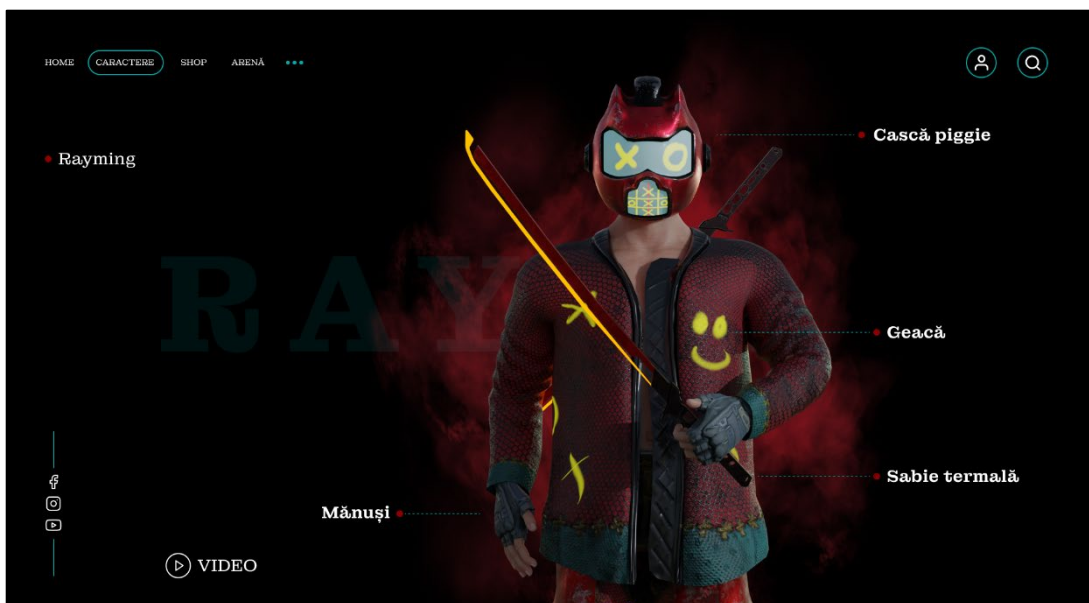 HOME CARACTERE SHOP ARENĂ
Rayming
Cască piggie
RAY
Geacă
Sabie termală
Mănuși
VIDEO